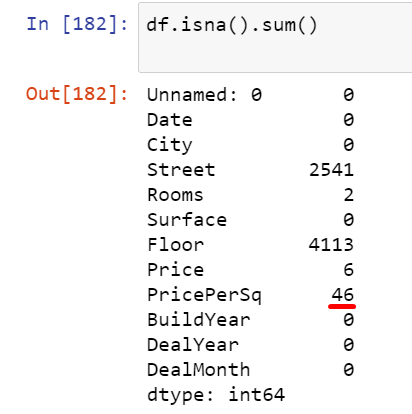 In [182]: df.isna().sum()
Out[182]: Unnamed: 0 0
Date 0
City 0
Street 2541
Rooms 2
Surface 0
Floor 4113
Price 6
PricePerSq 46
BuildYear 0
DealYear 0
DealMonth 0
dtype: int64